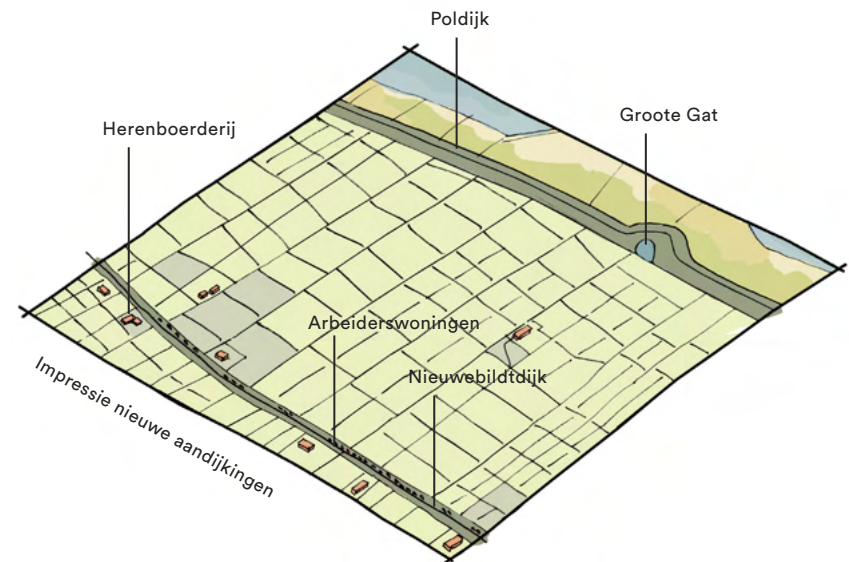 Poldijk
Groote Gat
Herenboerderij
Arbeiderswoningen
Nieuwebildtdijk
Impressie nieuwe aandijkingen